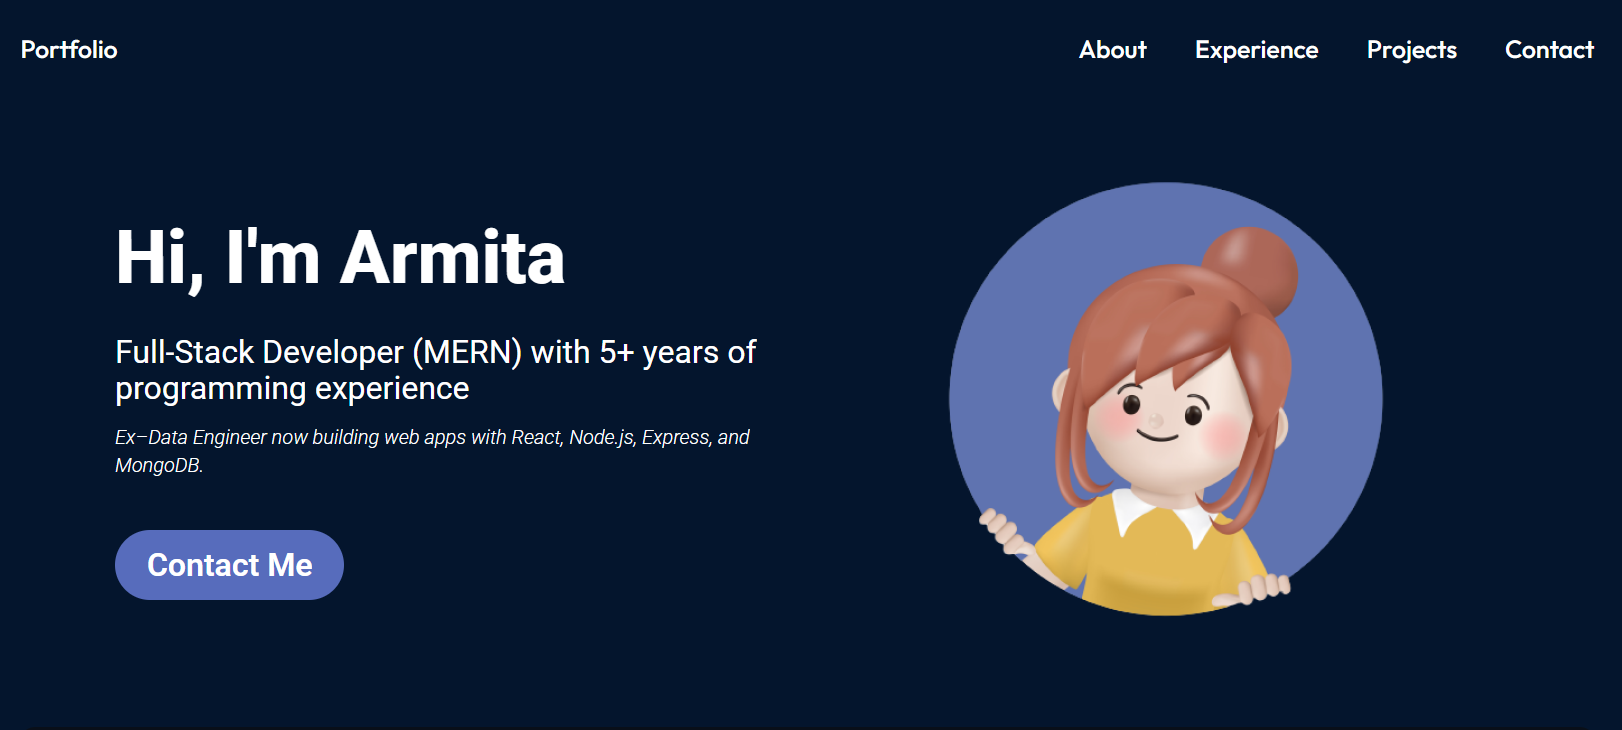 Portfolio
About Experience Projects Contact
Hi, I'm Armita
Full-Stack Developer (MERN) with 5+ years of
programming experience
Ex–Data Engineer now building web apps with React, Node.js, Express, and
MongoDB.
Contact Me